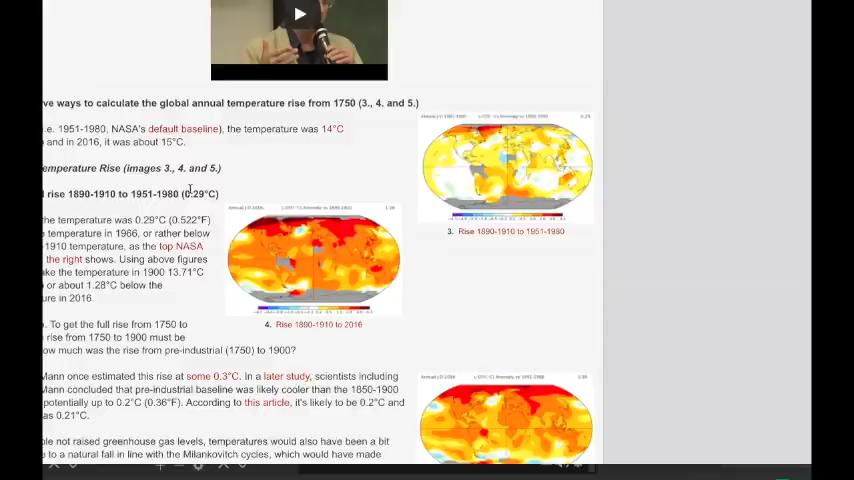 ve ways to calculate the global annual temperature rise from 1750 (3., 4. and 5.)
.e. 1951-1980, NASA's default baseline), the temperature was 14°C
and in 2016, it was about 15°C.
emperature Rise (images 3., 4. and 5.)
l rise 1890-1910 to 1951-1980 (0.29°C)
he temperature was 0.29°C (0.522°F)
e temperature in 1966, or rather below
1910 temperature, as the top NASA
the right shows. Using above figures
ake the temperature in 1900 13.71°C
or about 1.28°C below the
ure in 2016.
3. Rise 1890-1910 to 1951-1980
4. Rise 1890-1910 to 2016
. To get the full rise from 1750 to
rise from 1750 to 1900 must be
ow much was the rise from pre-industrial (1750) to 1900?
Mann once estimated this rise at some 0.3°C. In a later study, scientists including
Mann concluded that pre-industrial baseline was likely cooler than the 1850-1900
potentially up to 0.2°C (0.36°F). According to this article, it's likely to be 0.2°C and
as 0.21°C.
ple not raised greenhouse gas levels, temperatures would also have been a bit
e to a natural fall in line with the Milankovitch cycles, which would have made